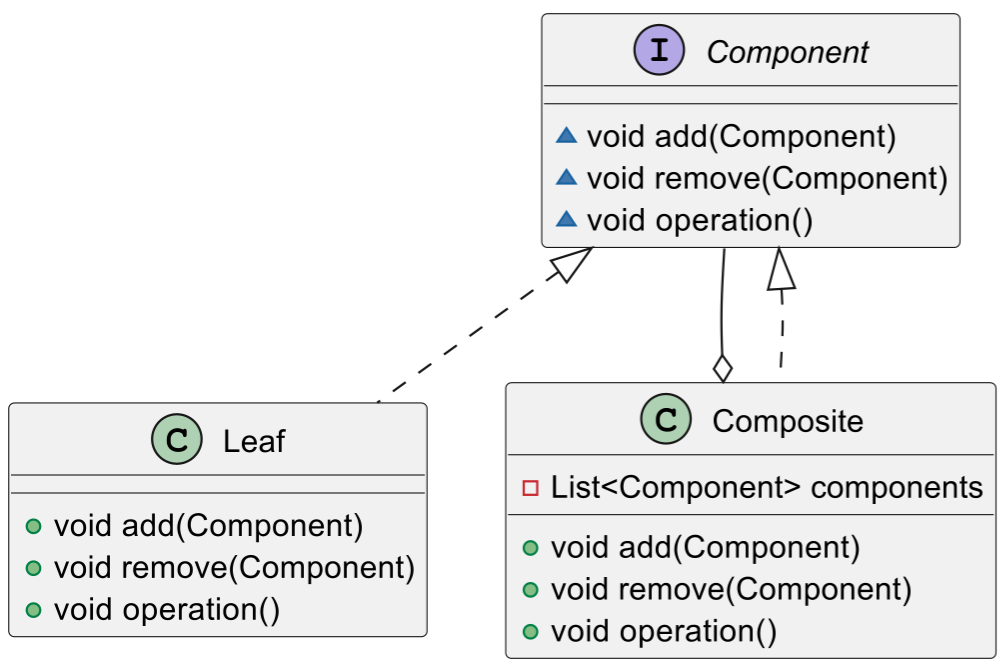 I Component
void add(Component)
void remove(Component)
void operation()
C Leaf
void add(Component)
void remove(Component)
void operation()
C Composite
List<Component> components
void add(Component)
void remove(Component)
void operation()